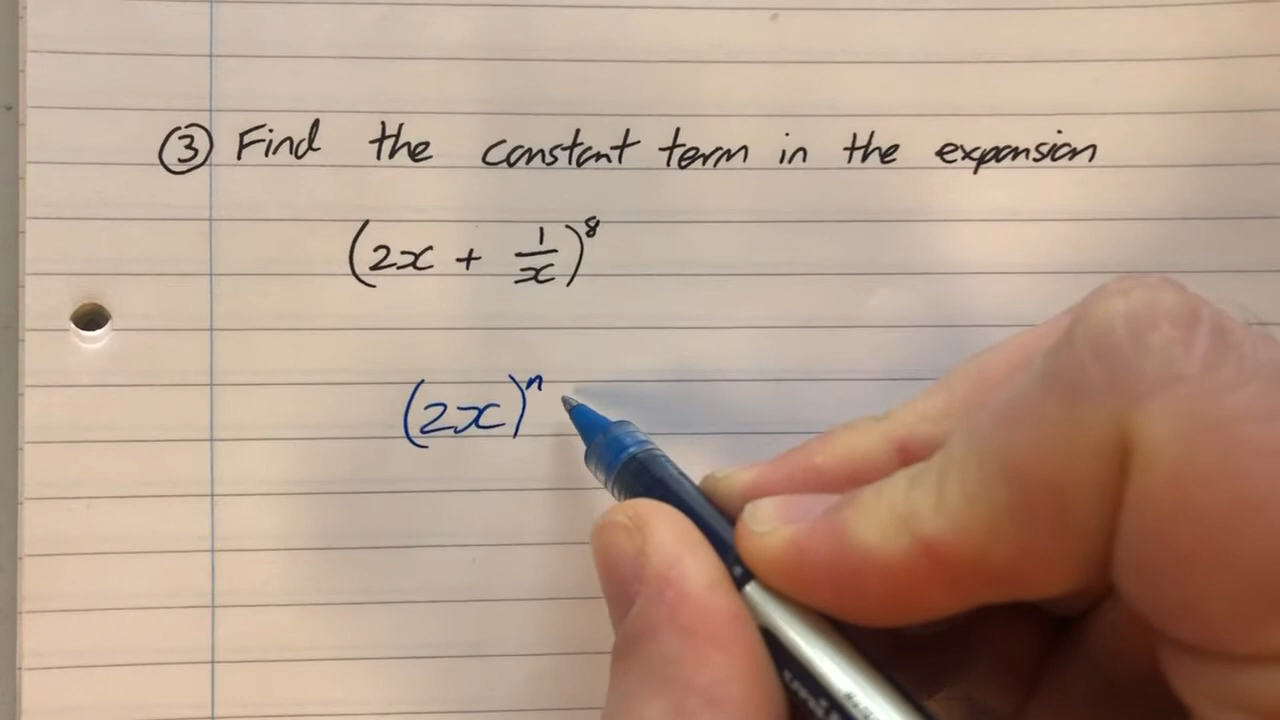 ③ Find the constant term in the expansion
(2x + 1/x)⁸
(2x)ⁿ